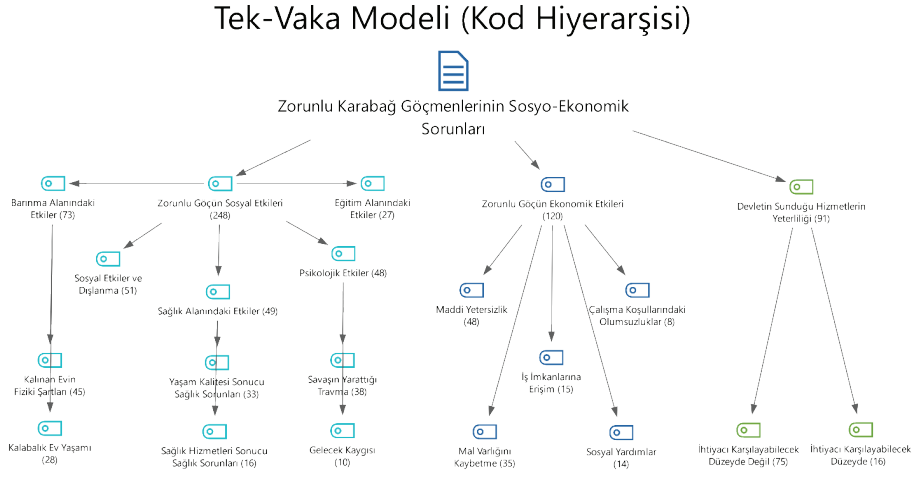 Tek-Vaka Modeli (Kod Hiyerarşisi)
Zorunlu Karabağ Göçmenlerinin Sosyo-Ekonomik
Sorunları
Barınma Alanındaki
Etkiler (73)
Zorunlu Göçun Sosyal Etkileri
(248)
Eğitim Alanındaki
Etkiler (27)
Zorunlu Göçün Ekonomik Etkileri
(120)
Devletin Sunduğu Hizmetlerin
Yeterliliği (91)
Sosyal Etkiler ve
Dışlanma (51)
Psikolojik Etkiler (48)
Sağlık Alanındaki Etkiler (49)
Maddi Yetersizlik
(48)
Çalışma Koşullarındaki
Olumsuzluklar (8)
Kalınan Evin
Fiziki Şartları (45)
Yaşam Kalitesi Sonucu
Sağlık Sorunları (33)
Savaşın Yarattığı
Travma (38)
İş İmkanlarına
Erişim (15)
Kalabalık Ev Yaşamı
(28)
Sağlık Hizmetleri Sonucu
Sağlık Sorunları (16)
Gelecek Kaygısı
(10)
Mal Varlığını
Kaybetme (35)
Sosyal Yardımlar
(14)
İhtiyacı Karşılayabilecek
Düzeyde Değil (75)
İhtiyacı Karşılayabilecek
Düzeyde (16)